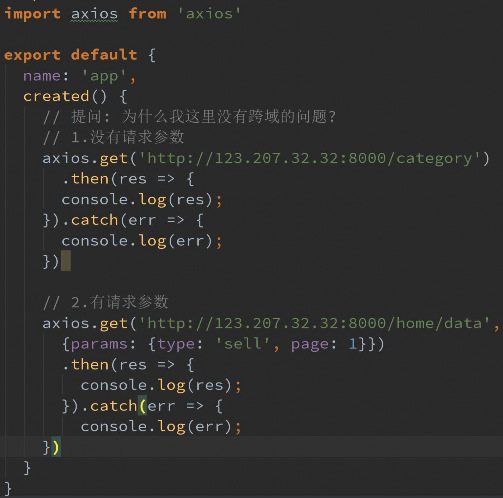 import axios from 'axios'
export default {
name: 'app',
created() {
// 提问: 为什么我这里没有跨域的问题?
// 1.没有请求参数
axios.get('http://123.207.32.32:8000/category')
.then(res => {
console.log(res);
}).catch(err => {
console.log(err);
})
// 2.有请求参数
axios.get('http://123.207.32.32:8000/home/data',
{params: {type: 'sell', page: 1}})
.then(res => {
console.log(res);
}).catch(err => {
console.log(err);
})
}
}